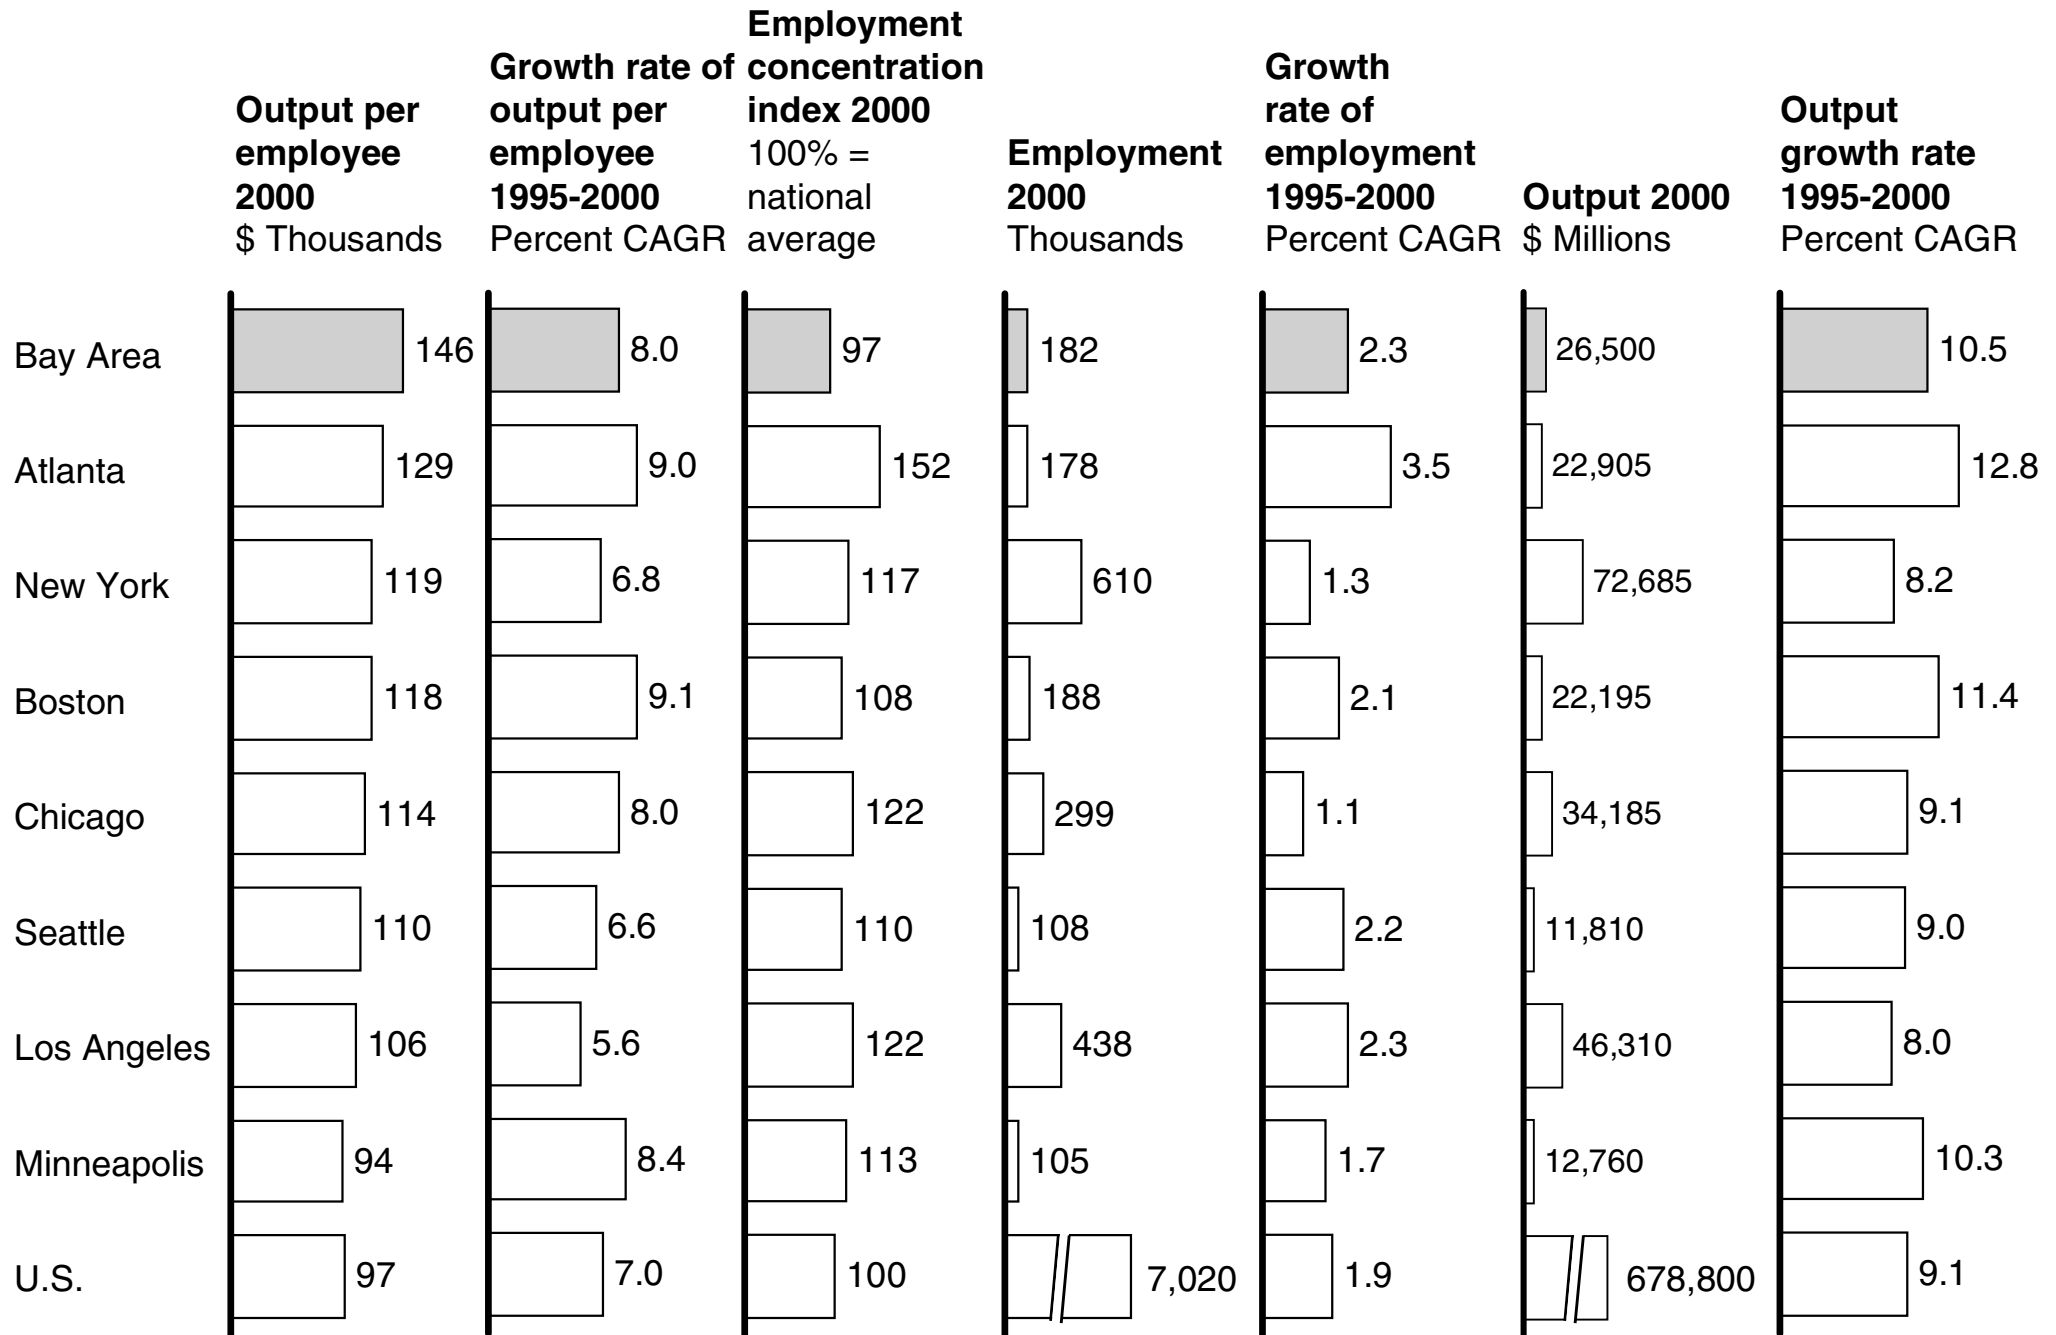 Output per
employee
2000
$ Thousands
Growth rate of
output per
employee
1995-2000
Percent CAGR
Employment
concentration
index 2000
100% =
national
average
Employment
2000
Thousands
Growth
rate of
employment
1995-2000
Percent CAGR
Output 2000
$ Millions
Output
growth rate
1995-2000
Percent CAGR
Bay Area 146 8.0 97 182 2.3 26,500 10.5
Atlanta 129 9.0 152 178 3.5 22,905 12.8
New York 119 6.8 117 610 1.3 72,685 8.2
Boston 118 9.1 108 188 2.1 22,195 11.4
Chicago 114 8.0 122 299 1.1 34,185 9.1
Seattle 110 6.6 110 108 2.2 11,810 9.0
Los Angeles 106 5.6 122 438 2.3 46,310 8.0
Minneapolis 94 8.4 113 105 1.7 12,760 10.3
U.S. 97 7.0 100 7,020 1.9 678,800 9.1